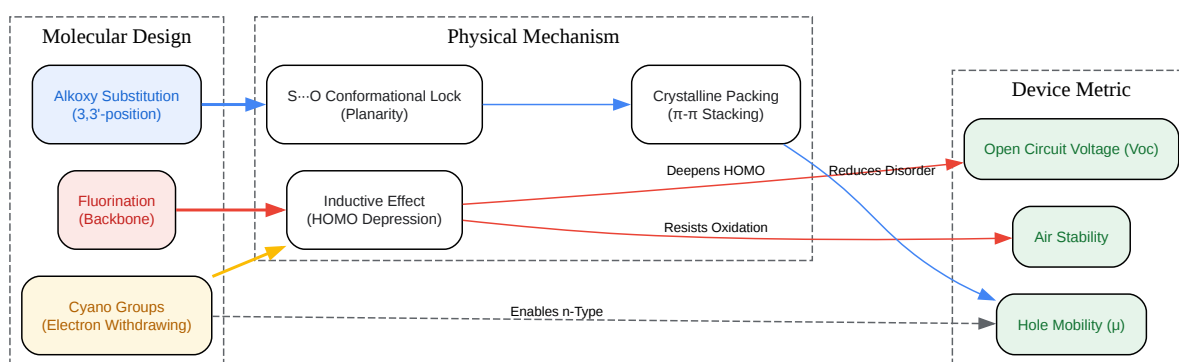 Molecular Design
Alkoxy Substitution
(3,3'-position)
Fluorination
(Backbone)
Cyano Groups
(Electron Withdrawing)
Physical Mechanism
S···O Conformational Lock
(Planarity)
Crystalline Packing
(π-π Stacking)
Inductive Effect
(HOMO Depression)
Deepens HOMO
Reduces Disorder
Resists Oxidation
Enables n-Type
Device Metric
Open Circuit Voltage (Voc)
Air Stability
Hole Mobility (μ)